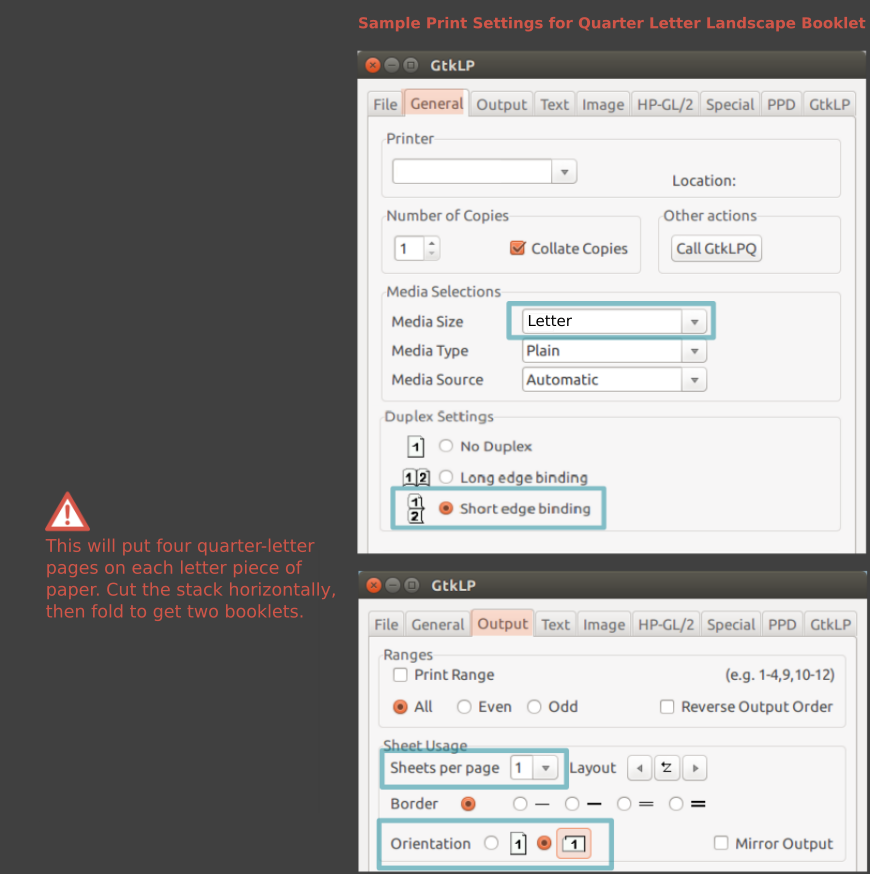 Sample Print Settings for Quarter Letter Landscape Booklet
GtkLP
File General Output Text Image HP-GL/2 Special PPD GtkLP
Printer
Location:
Number of Copies Other actions
1 Collate Copies Call GtkLPQ
Media Selections
Media Size Letter
Media Type Plain
Media Source Automatic
Duplex Settings
1 No Duplex
1 2 Long edge binding
1
2 Short edge binding
This will put four quarter-letter
pages on each letter piece of
paper. Cut the stack horizontally,
then fold to get two booklets.
GtkLP
File General Output Text Image HP-GL/2 Special PPD GtkLP
Ranges
Print Range (e.g. 1-4,9,10-12)
All Even Odd Reverse Output Order
Sheet Usage
Sheets per page 1 Layout
Border
Orientation 1 1 Mirror Output